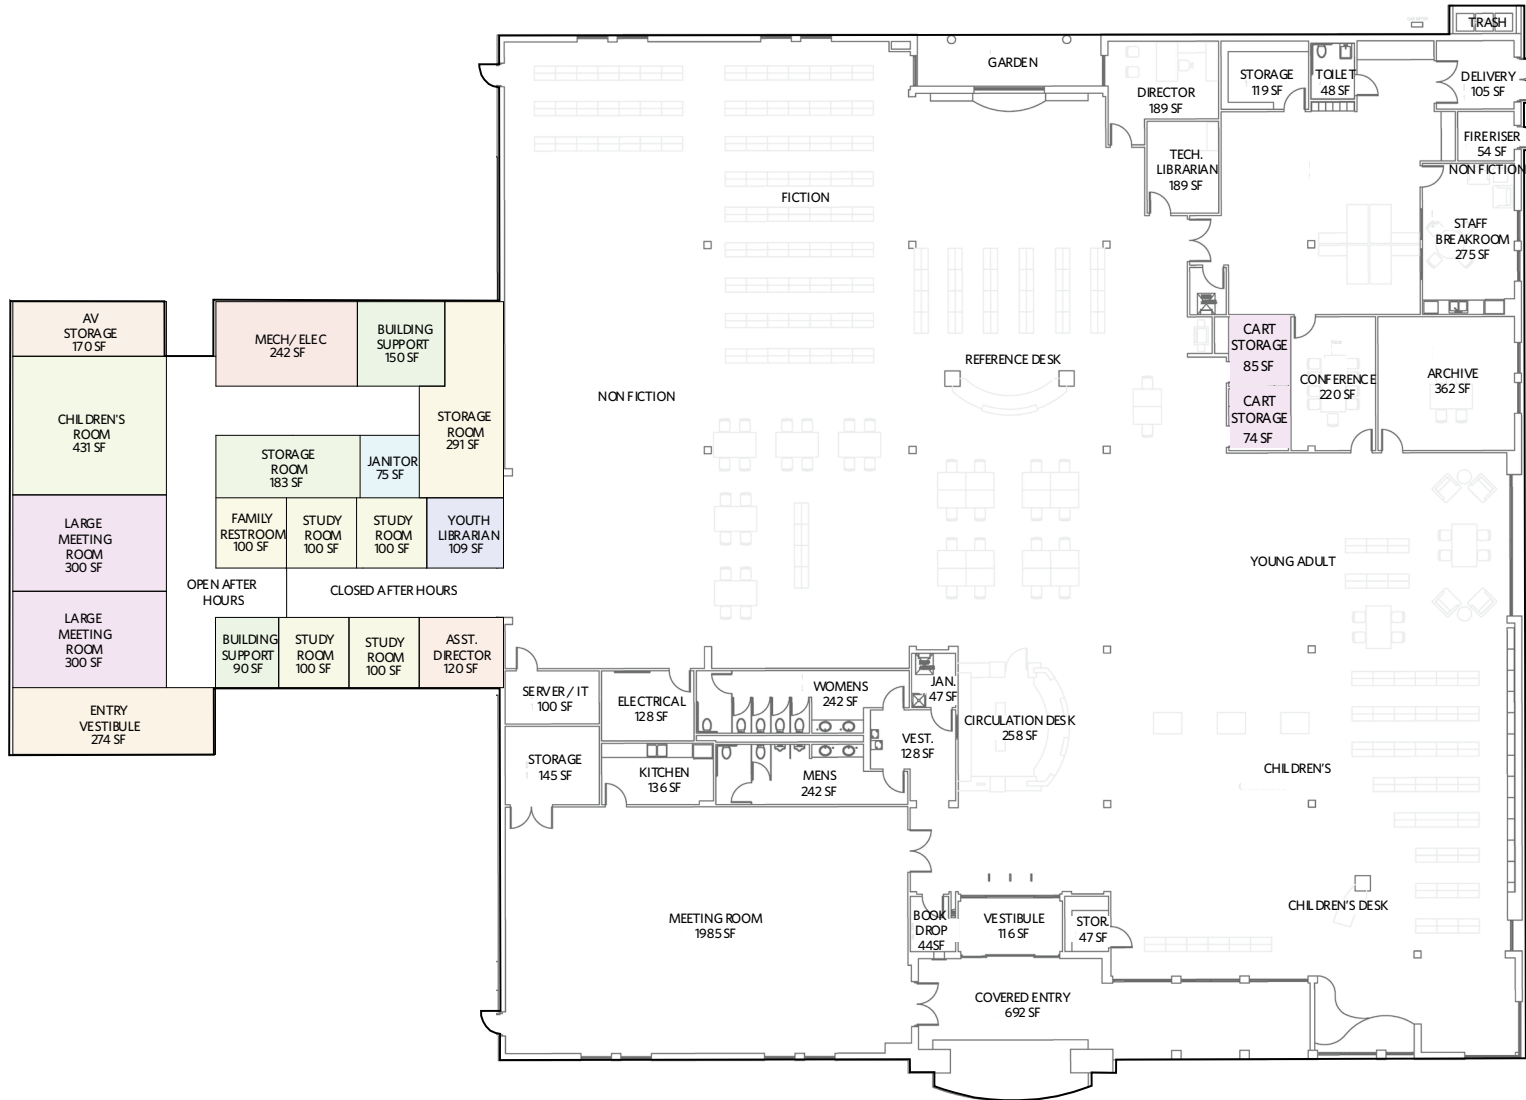 TRASH
GARDEN
DIRECTOR
189 SF
STORAGE
119 SF
TOILET
48 SF
DELIVERY
105 SF
FIRE RISER
54 SF
NON FICTION
TECH.
LIBRARIAN
189 SF
FICTION
STAFF
BREAKROOM
275 SF
AV
STORAGE
170 SF
MECH/ ELEC
242 SF
BUILDING
SUPPORT
150 SF
CART
STORAGE
85 SF
REFERENCE DESK
CONFERENCE
220 SF
ARCHIVE
362 SF
NON FICTION
CART
STORAGE
74 SF
CHILDREN'S
ROOM
431 SF
STORAGE
ROOM
291 SF
STORAGE
ROOM
183 SF
JANITOR
75 SF
LARGE
MEETING
ROOM
300 SF
FAMILY
RESTROOM
100 SF
STUDY
ROOM
100 SF
STUDY
ROOM
100 SF
YOUTH
LIBRARIAN
109 SF
YOUNG ADULT
OPEN AFTER
HOURS
CLOSED AFTER HOURS
LARGE
MEETING
ROOM
300 SF
BUILDING
SUPPORT
90 SF
STUDY
ROOM
100 SF
STUDY
ROOM
100 SF
ASST.
DIRECTOR
120 SF
ENTRY
VESTIBULE
274 SF
SERVER / IT
100 SF
ELECTRICAL
128 SF
WOMENS
242 SF
JAN.
47 SF
CIRCULATION DESK
258 SF
VEST.
128 SF
STORAGE
145 SF
KITCHEN
136 SF
MENS
242 SF
CHILDREN'S
MEETING ROOM
1985 SF
BOOK
DROP
44SF
VESTIBULE
116 SF
STOR.
47 SF
CHILDREN'S DESK
COVERED ENTRY
692 SF